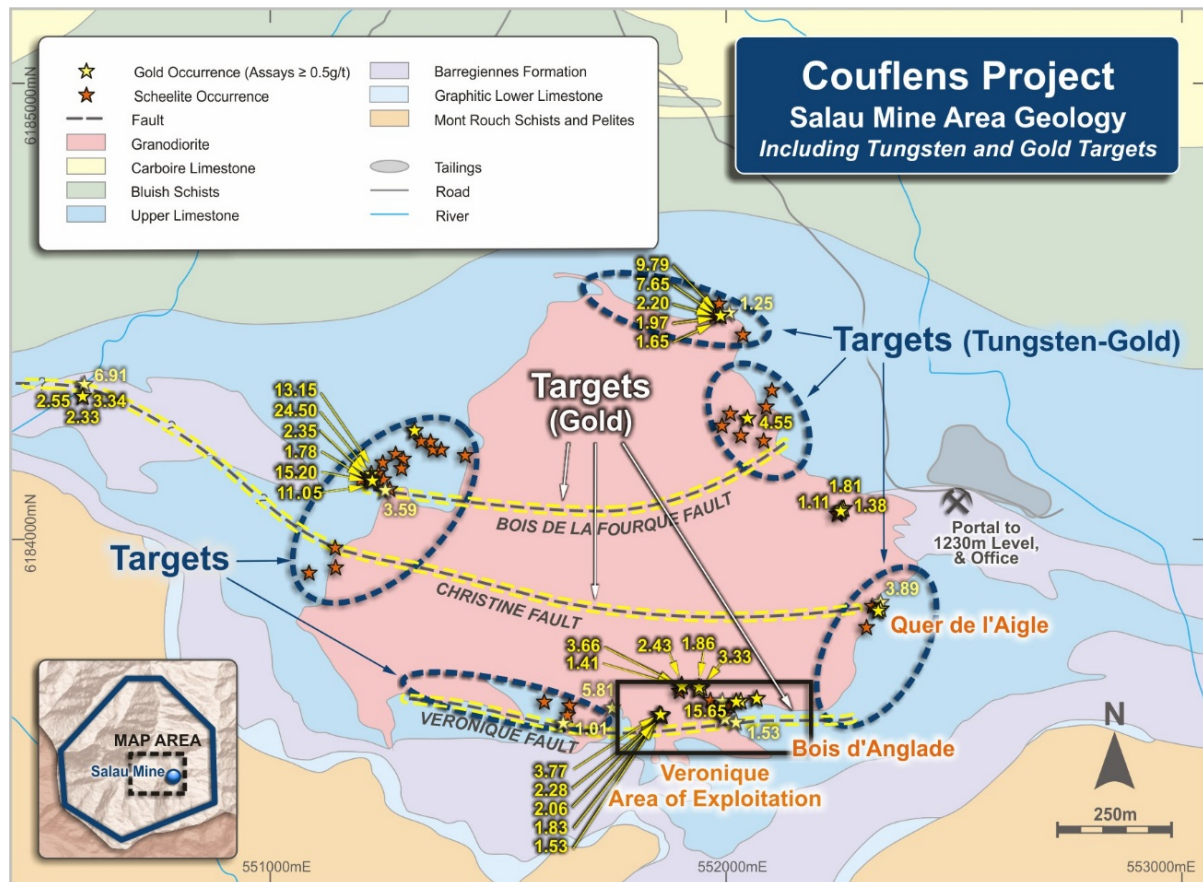 Gold Occurrence (Assays ≥ 0.5g/t)
Scheelite Occurrence
Fault
Granodiorite
Carboire Limestone
Bluish Schists
Upper Limestone
Barregiennes Formation
Graphitic Lower Limestone
Mont Rouch Schists and Pelites
Tailings
Road
River
Couflens Project
Salau Mine Area Geology
Including Tungsten and Gold Targets
6185000mN
9.79
7.65
2.20
1.97
1.65
1.25
Targets (Tungsten-Gold)
Targets
(Gold)
6.91
2.55
3.34
2.33
13.15
24.50
2.35
1.78
15.20
11.05
3.59
4.55
BOIS DE LA FOURQUE FAULT
1.81
1.11
1.38
Portal to
1230m Level,
& Office
6184000mN
Targets
CHRISTINE FAULT
3.89
Quer de l'Aigle
3.66
1.41
2.43
1.86
3.33
5.81
15.65
1.01
1.53
VERONIQUE FAULT
Bois d'Anglade
Veronique
Area of Exploitation
3.77
2.28
2.06
1.83
1.53
MAP AREA
Salau Mine
N
250m
551000mE
552000mE
553000mE